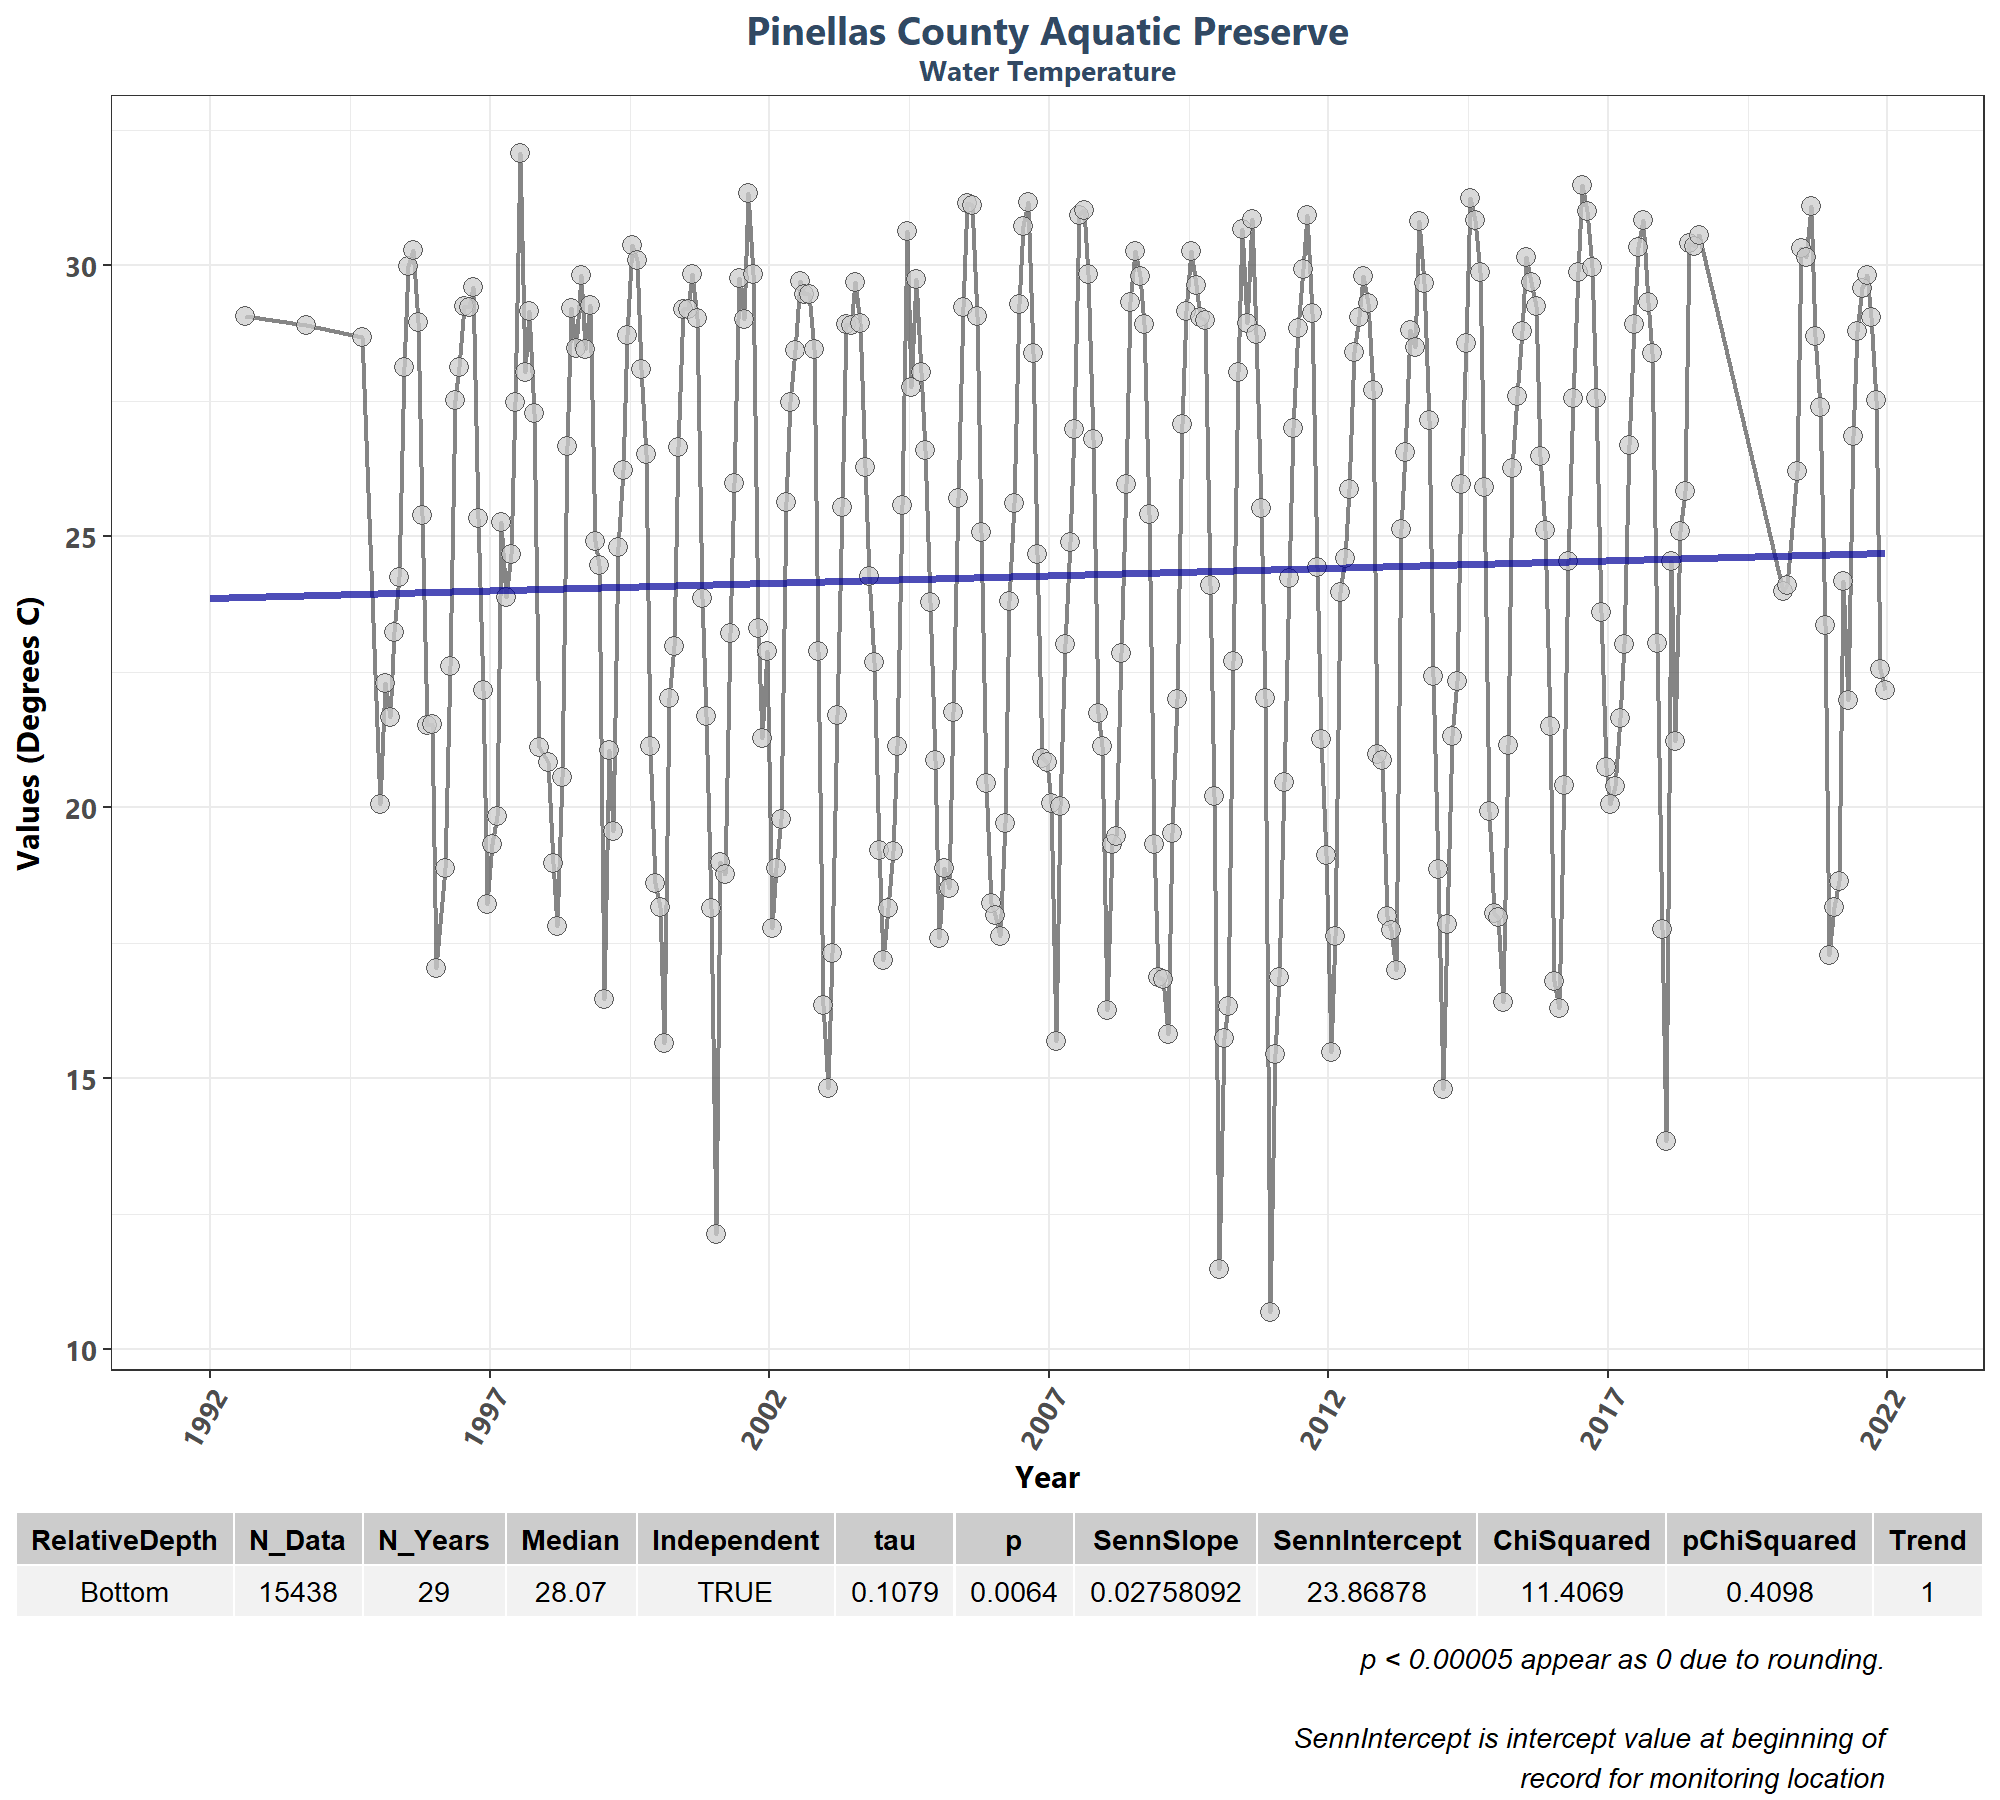 Pinellas County Aquatic Preserve
Water Temperature
Values (Degrees C)
30
25
20
15
10
1992 1997 2002 2007 2012 2017 2022
Year
RelativeDepth N_Data N_Years Median Independent tau p SennSlope SennIntercept ChiSquared pChiSquared Trend
Bottom 15438 29 28.07 TRUE 0.1079 0.0064 0.02758092 23.86878 11.4069 0.4098 1
p < 0.00005 appear as 0 due to rounding.
SennIntercept is intercept value at beginning of
record for monitoring location